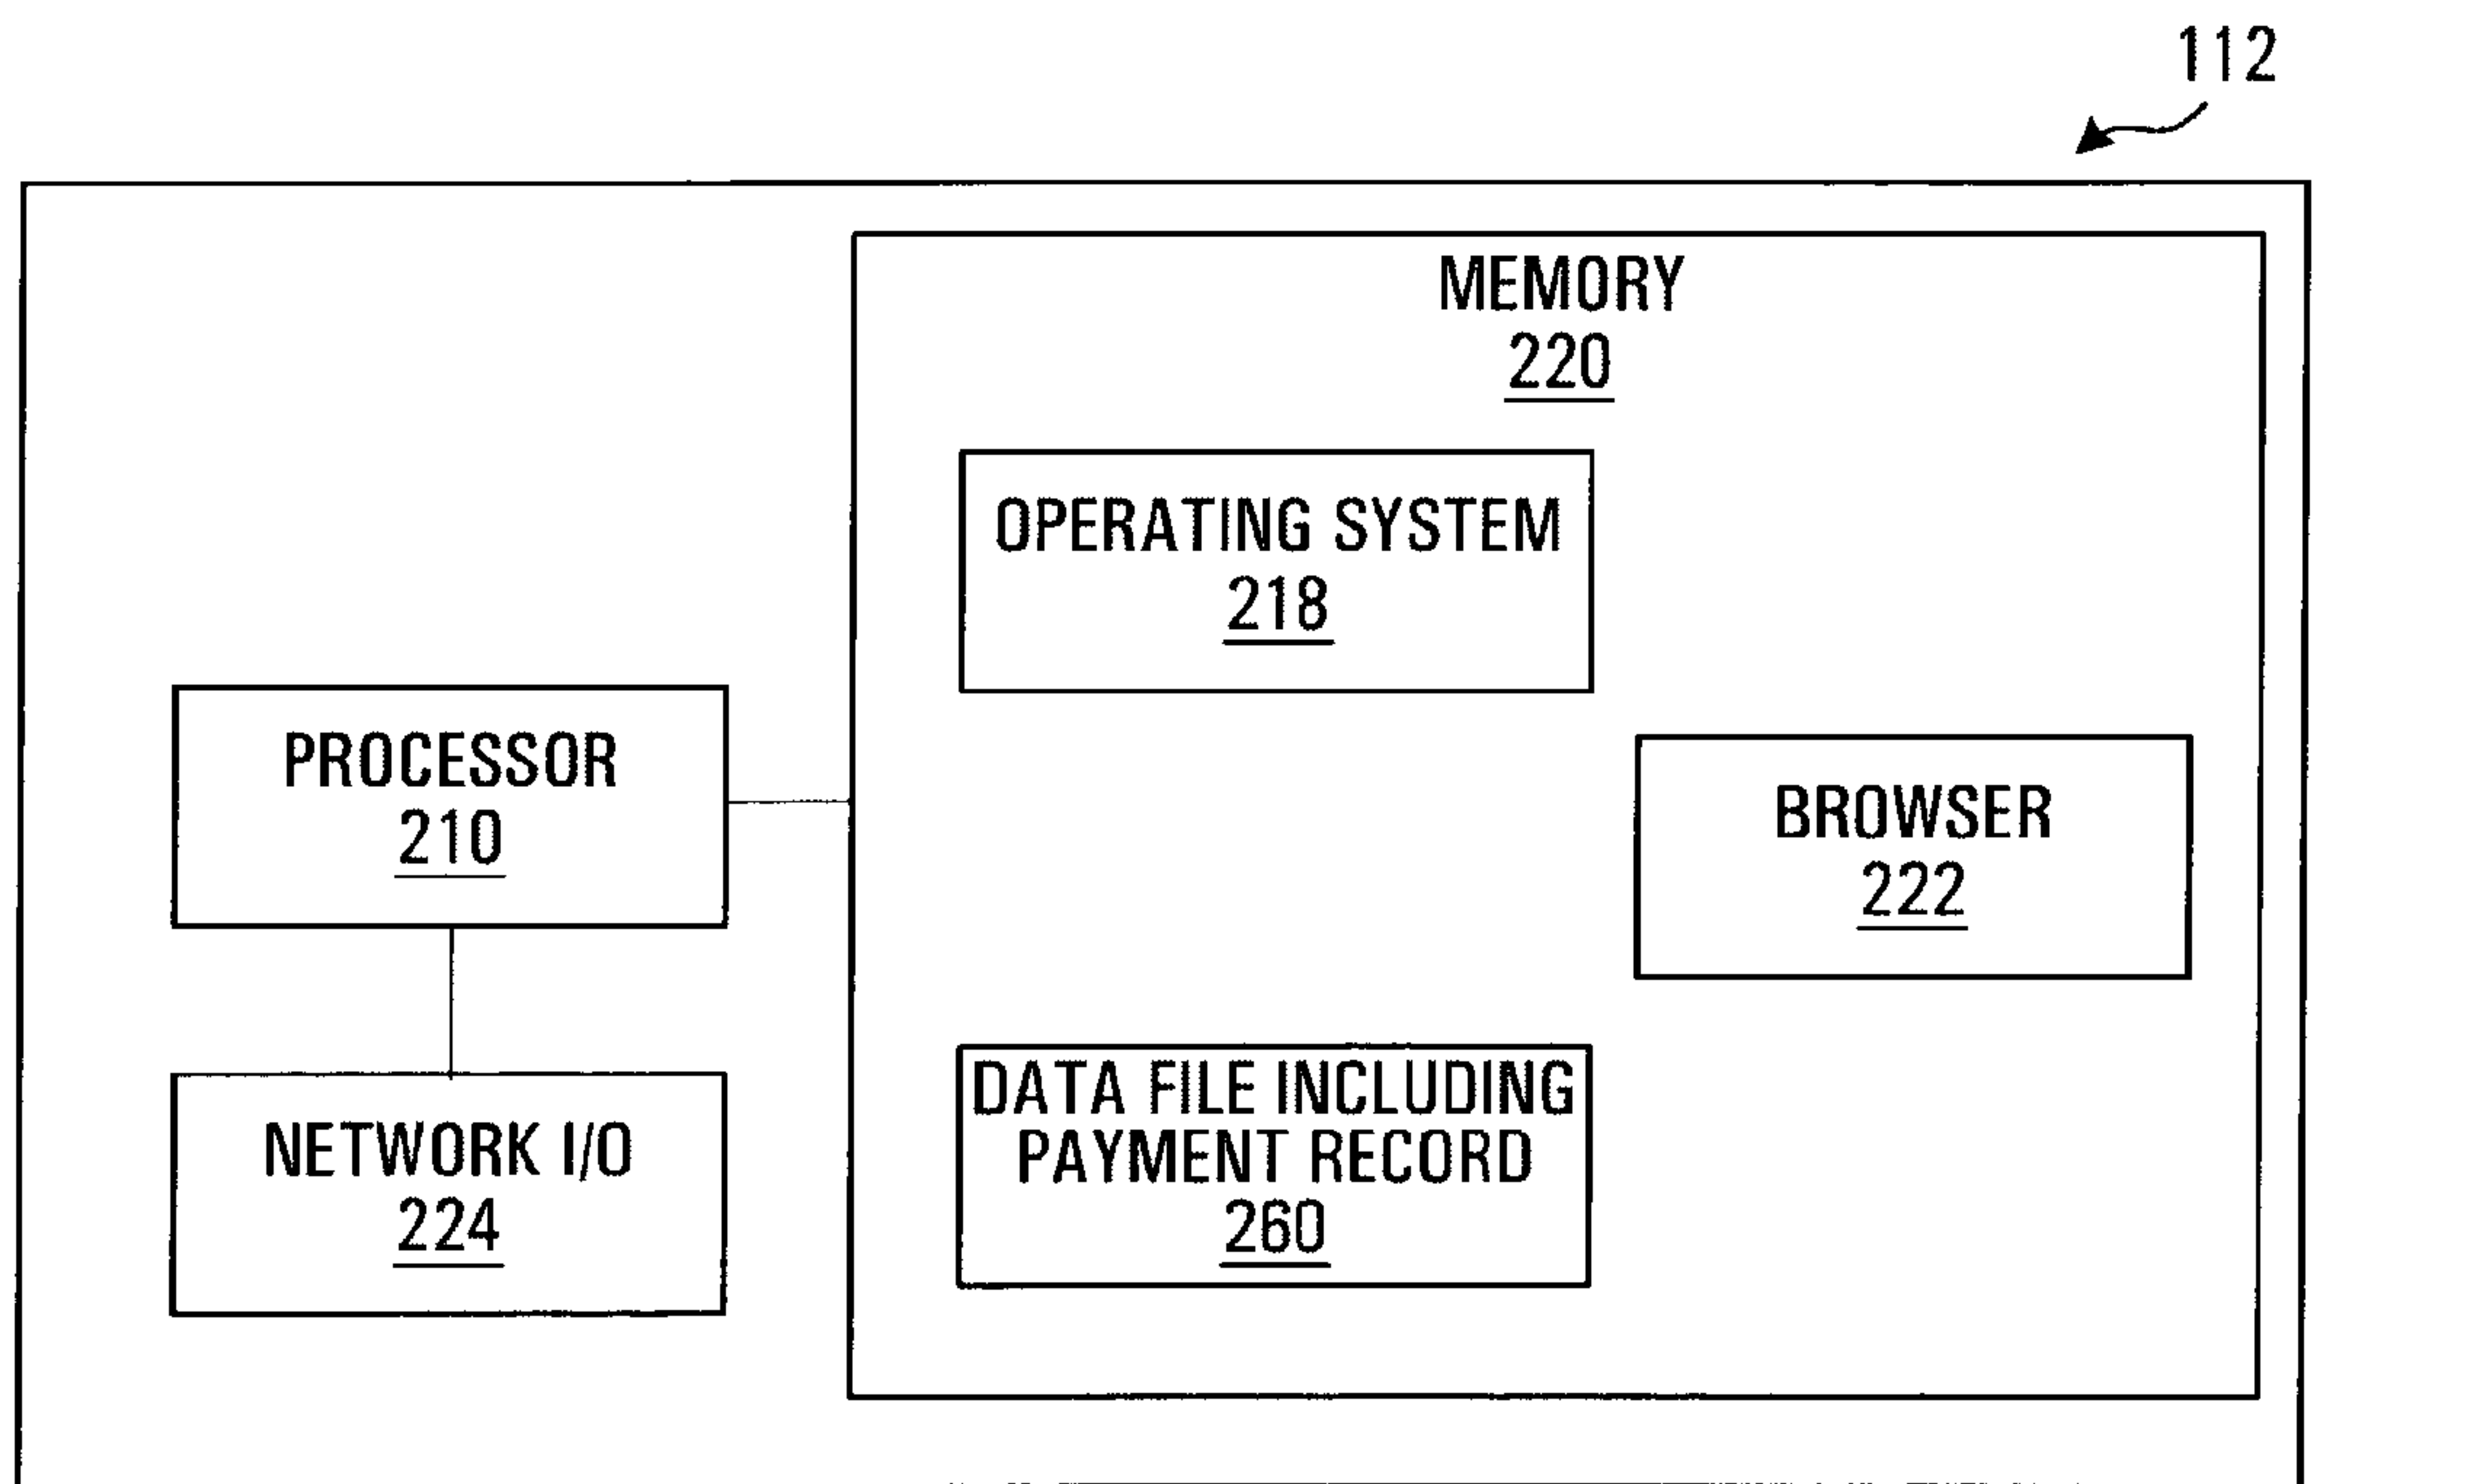 112
MEMORY
220
OPERATING SYSTEM
218
PROCESSOR
210
BROWSER
222
DATA FILE INCLUDING
PAYMENT RECORD
260
NETWORK I/O
224